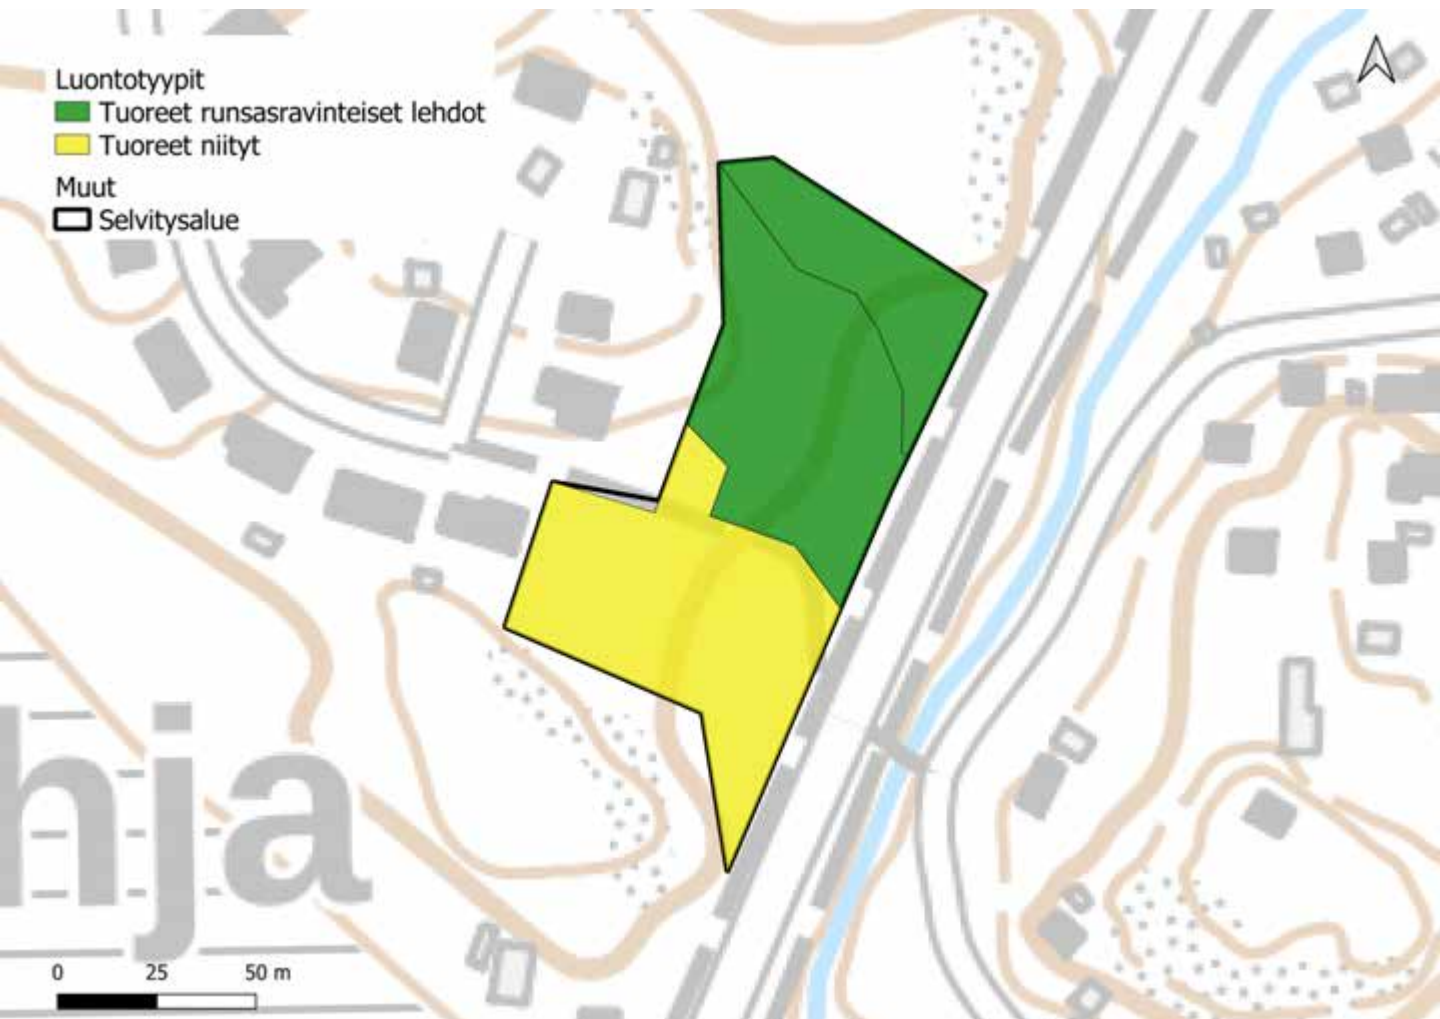 Luontotyypit
Tuoreet runsasravinteiset lehdot
Tuoreet niityt
Muut
Selvitysalue
hja
0 25 50 m